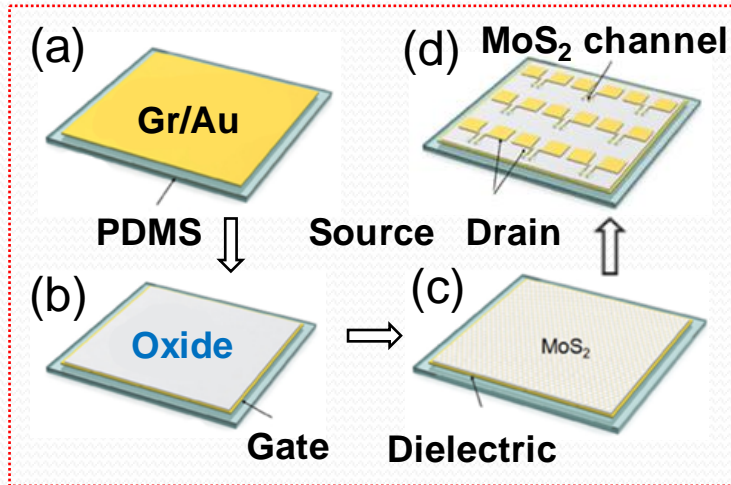 (a)
Gr/Au
PDMS
(d)
MoS₂ channel
Source Drain
(b)
Oxide
Gate
(c)
MoS₂
Dielectric